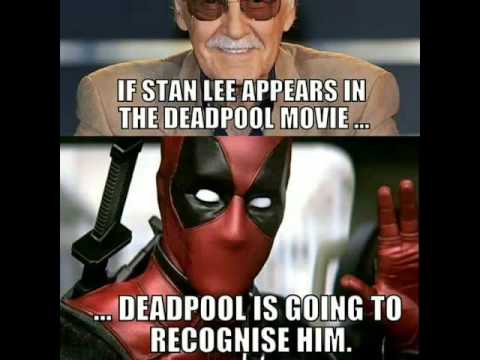 IF STAN LEE APPEARS IN
THE DEADPOOL MOVIE ...
... DEADPOOL IS GOING TO
RECOGNISE HIM.